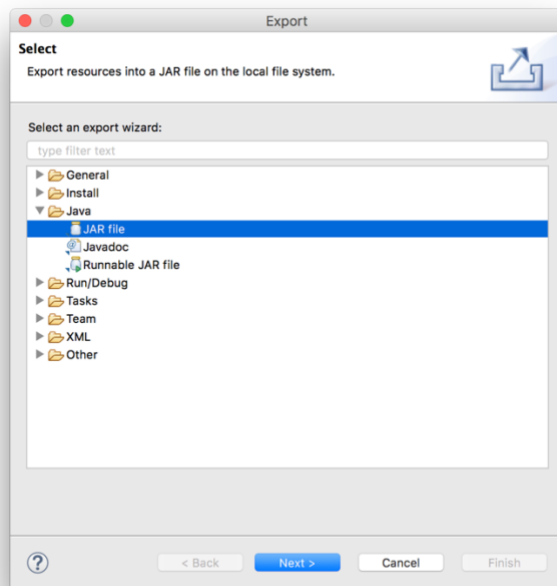 Export
Select
Export resources into a JAR file on the local file system.
Select an export wizard:
type filter text
General
Install
Java
JAR file
Javadoc
Runnable JAR file
Run/Debug
Tasks
Team
XML
Other
?
< Back Next > Cancel Finish